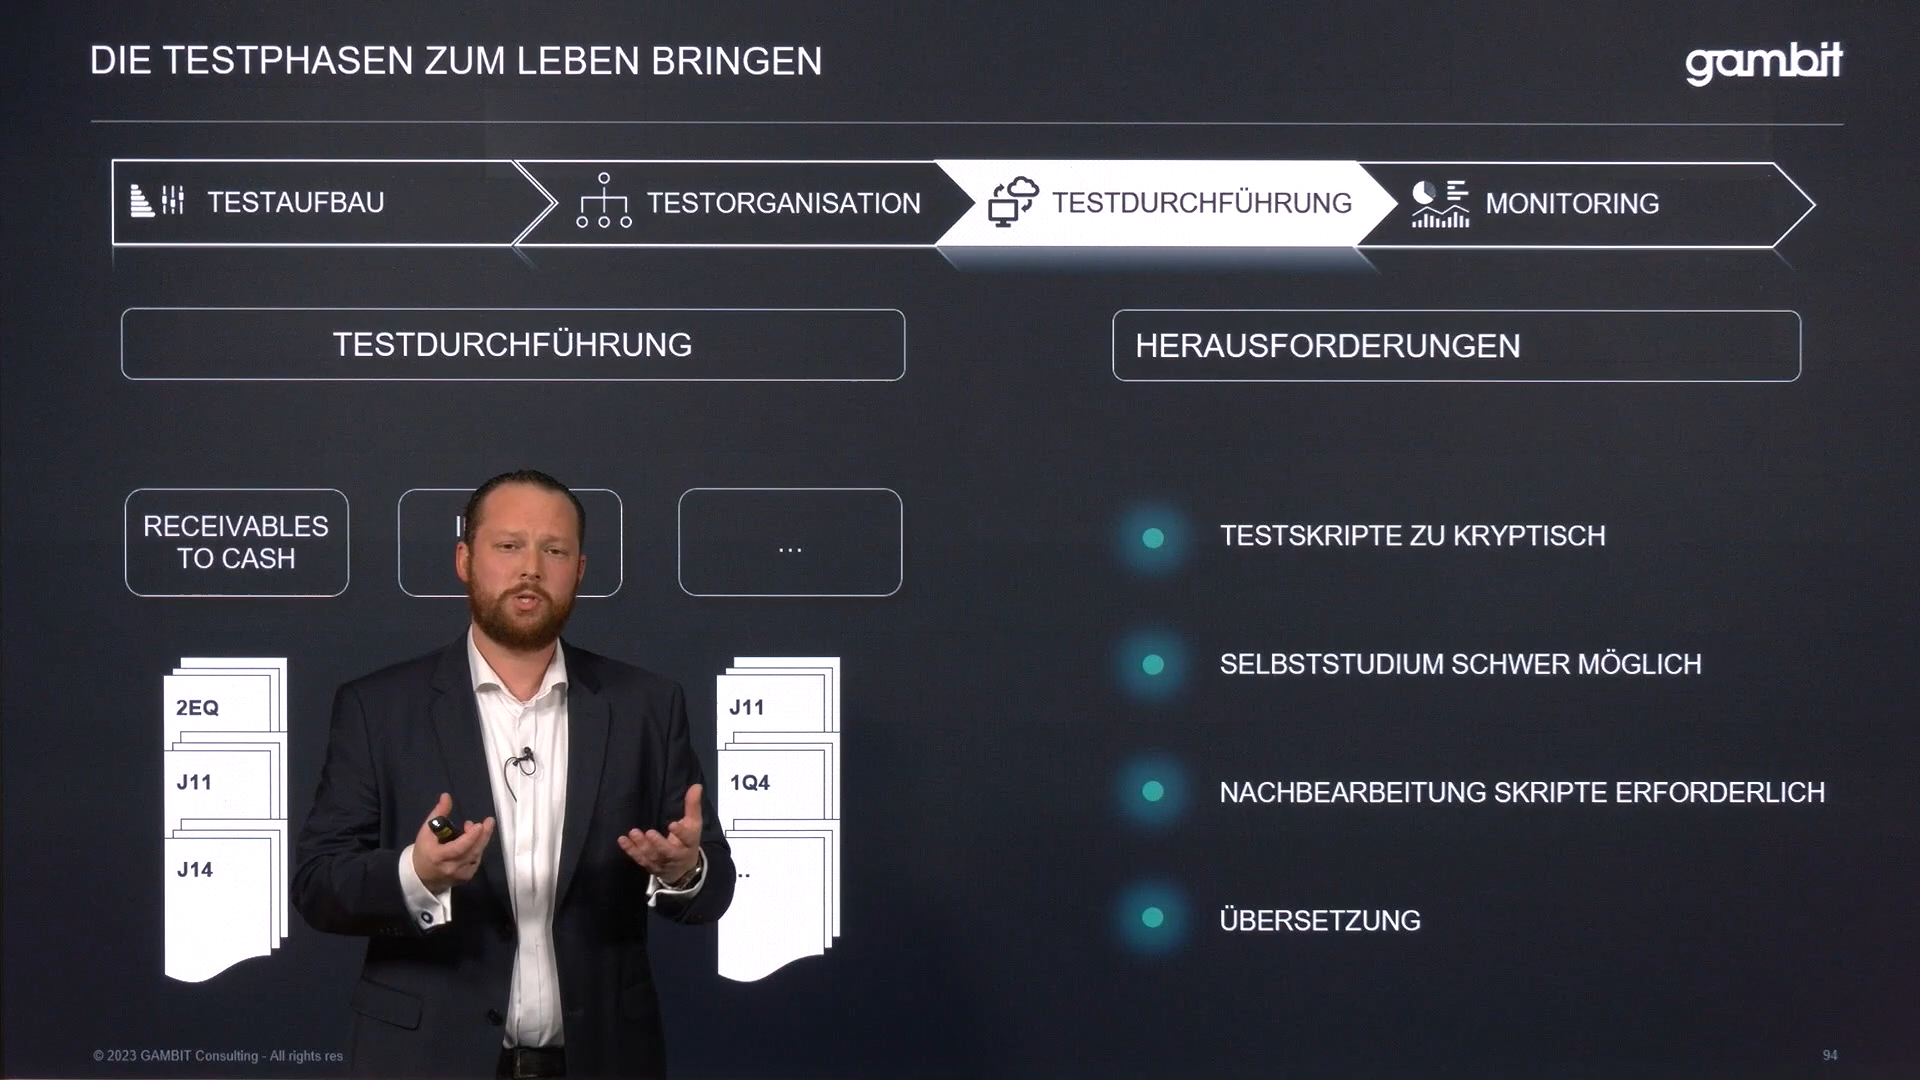 DIE TESTPHASEN ZUM LEBEN BRINGEN
gambit
TESTAUFBAU
TESTORGANISATION
TESTDURCHFÜHRUNG
MONITORING
TESTDURCHFÜHRUNG
HERAUSFORDERUNGEN
RECEIVABLES
TO CASH
...
2EQ
J11
J14
J11
1Q4
..
TESTSKRIPTE ZU KRYPTISCH
SELBSTSTUDIUM SCHWER MÖGLICH
NACHBEARBEITUNG SKRIPTE ERFORDERLICH
ÜBERSETZUNG
© 2023 GAMBIT Consulting - All rights res
94